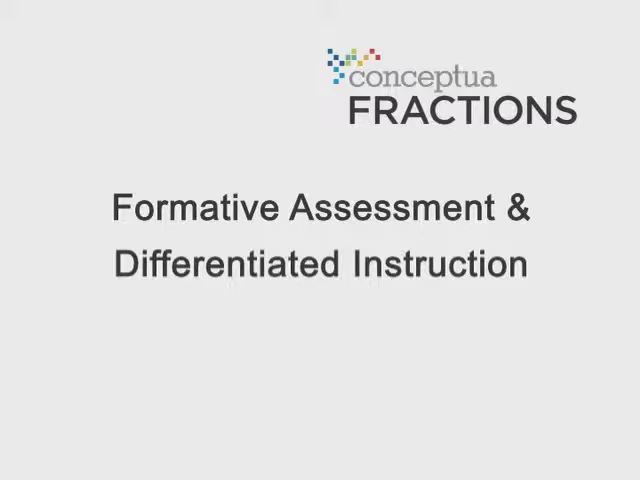 conceptua
FRACTIONS
Formative Assessment &
Differentiated Instruction